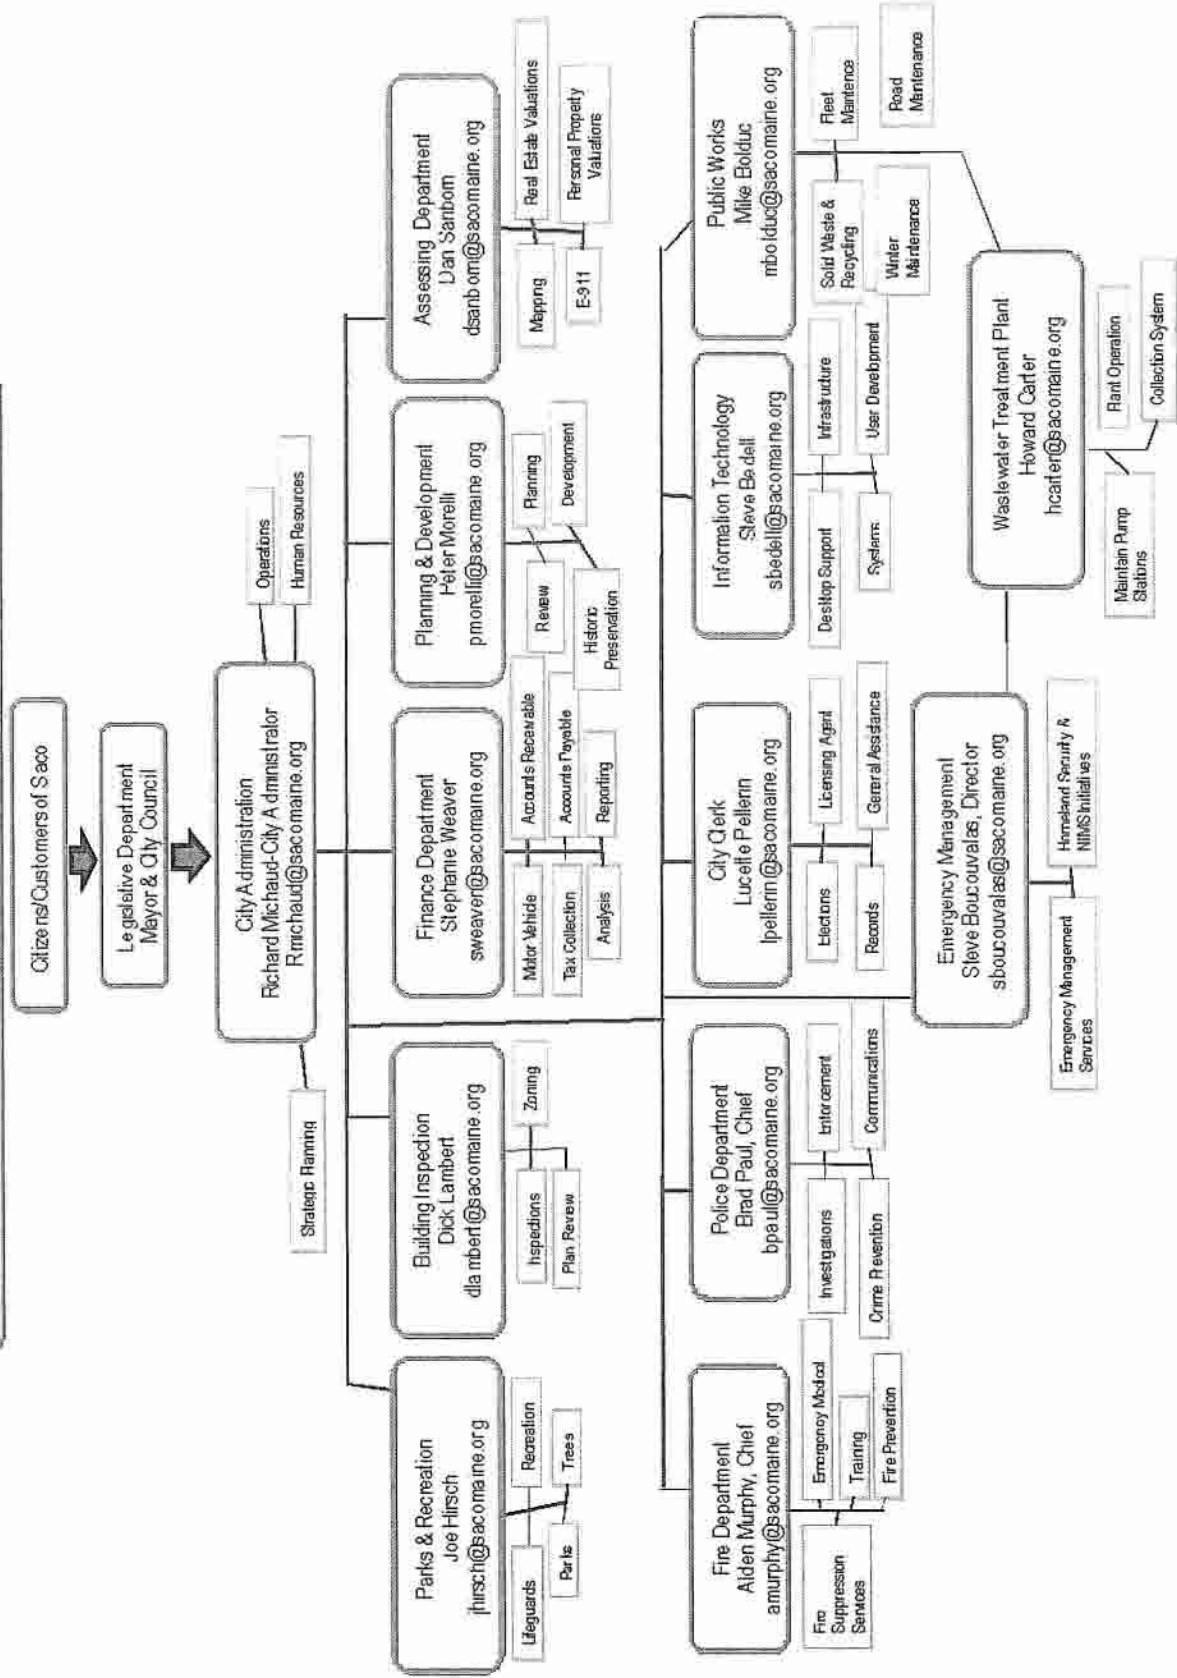 Citizens/Customers of Saco
Legislative Department
Mayor & City Council
City Administration
Richard Michaud-City Administrator
Rmichaud@sacomaine.org
Strategic Planning
Operations
Human Resources
Parks & Recreation
Joe Hirsch
jhirsch@sacomaine.org
Lifeguards
Recreation
Parks
Trees
Building Inspection
Dick Lambert
dlambert@sacomaine.org
Inspections
Zoning
Plan Review
Finance Department
Stephanie Weaver
sweaver@sacomaine.org
Motor Vehicle
Accounts Receivable
Tax Collection
Accounts Payable
Analysis
Reporting
Planning & Development
Peter Morelli
pmorelli@sacomaine.org
Review
Planning
Historic
Preservation
Development
Assessing Department
Dan Sanborn
dsanborn@sacomaine.org
Mapping
Real Estate Valuations
E-911
Personal Property
Valuations
Fire Department
Alden Murphy, Chief
amurphy@sacomaine.org
Fire
Suppression
Services
Emergency Medical
Training
Fire Prevention
Police Department
Brad Paul, Chief
bpaul@sacomaine.org
Investigations
Enforcement
Crime Prevention
Communications
City Clerk
Lucette Pellerin
lpellerin@sacomaine.org
Elections
Licensing Agent
Records
General Assistance
Information Technology
Steve Bedell
sbedell@sacomaine.org
Desktop Support
Infrastructure
Systems
User Development
Public Works
Mike Bolduc
mbolduc@sacomaine.org
Solid Waste &
Recycling
Fleet
Maintence
Winter
Maintenance
Road
Maintenance
Emergency Management
Steve Boucouvalas, Director
sboucouvalas@sacomaine.org
Emergency Management
Services
Homeland Security &
NIMS Initiatives
Wastewater Treatment Plant
Howard Carter
hcarter@sacomaine.org
Maintain Pump
Stations
Plant Operation
Collection System